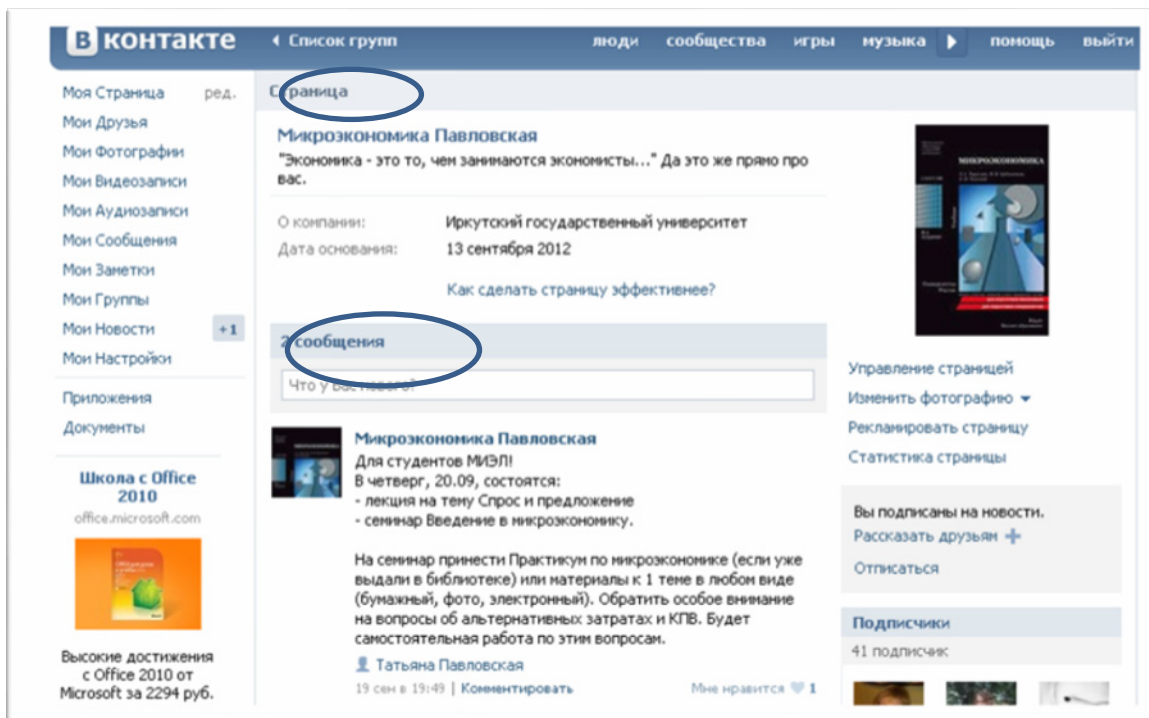 В контакте
Список групп
люди сообщества игры музыка помощь выйти
Моя Страница ред.
Мои Друзья
Мои Фотографии
Мои Видеозаписи
Мои Аудиозаписи
Мои Сообщения
Мои Заметки
Мои Группы
Мои Новости +1
Мои Настройки
Приложения
Документы
Школа с Office
2010
office.microsoft.com
Высокие достижения
с Office 2010 от
Microsoft за 2294 руб.
Страница
Микроэкономика Павловская
"Экономика - это то, чем занимаются экономисты..." Да это же прямо про
вас.
О компании: Иркутский государственный университет
Дата основания: 13 сентября 2012
Как сделать страницу эффективнее?
2 сообщения
Что у вас нового?
Микроэкономика Павловская
Для студентов МИЭЛ!
В четверг, 20.09, состоятся:
- лекция на тему Спрос и предложение
- семинар Введение в микроэкономику.
На семинар принести Практикум по микроэкономике (если уже
выдали в библиотеке) или материалы к 1 теме в любом виде
(бумажный, фото, электронный). Обратить особое внимание
на вопросы об альтернативных затратах и КПВ. Будет
самостоятельная работа по этим вопросам.
Татьяна Павловская
19 сен в 19:49 | Комментировать Мне нравится 1
МИКРОЭКОНОМИКА
Управление страницей
Изменить фотографию
Рекламировать страницу
Статистика страницы
Вы подписаны на новости.
Рассказать друзьям
Отписаться
Подписчики
41 подписчик